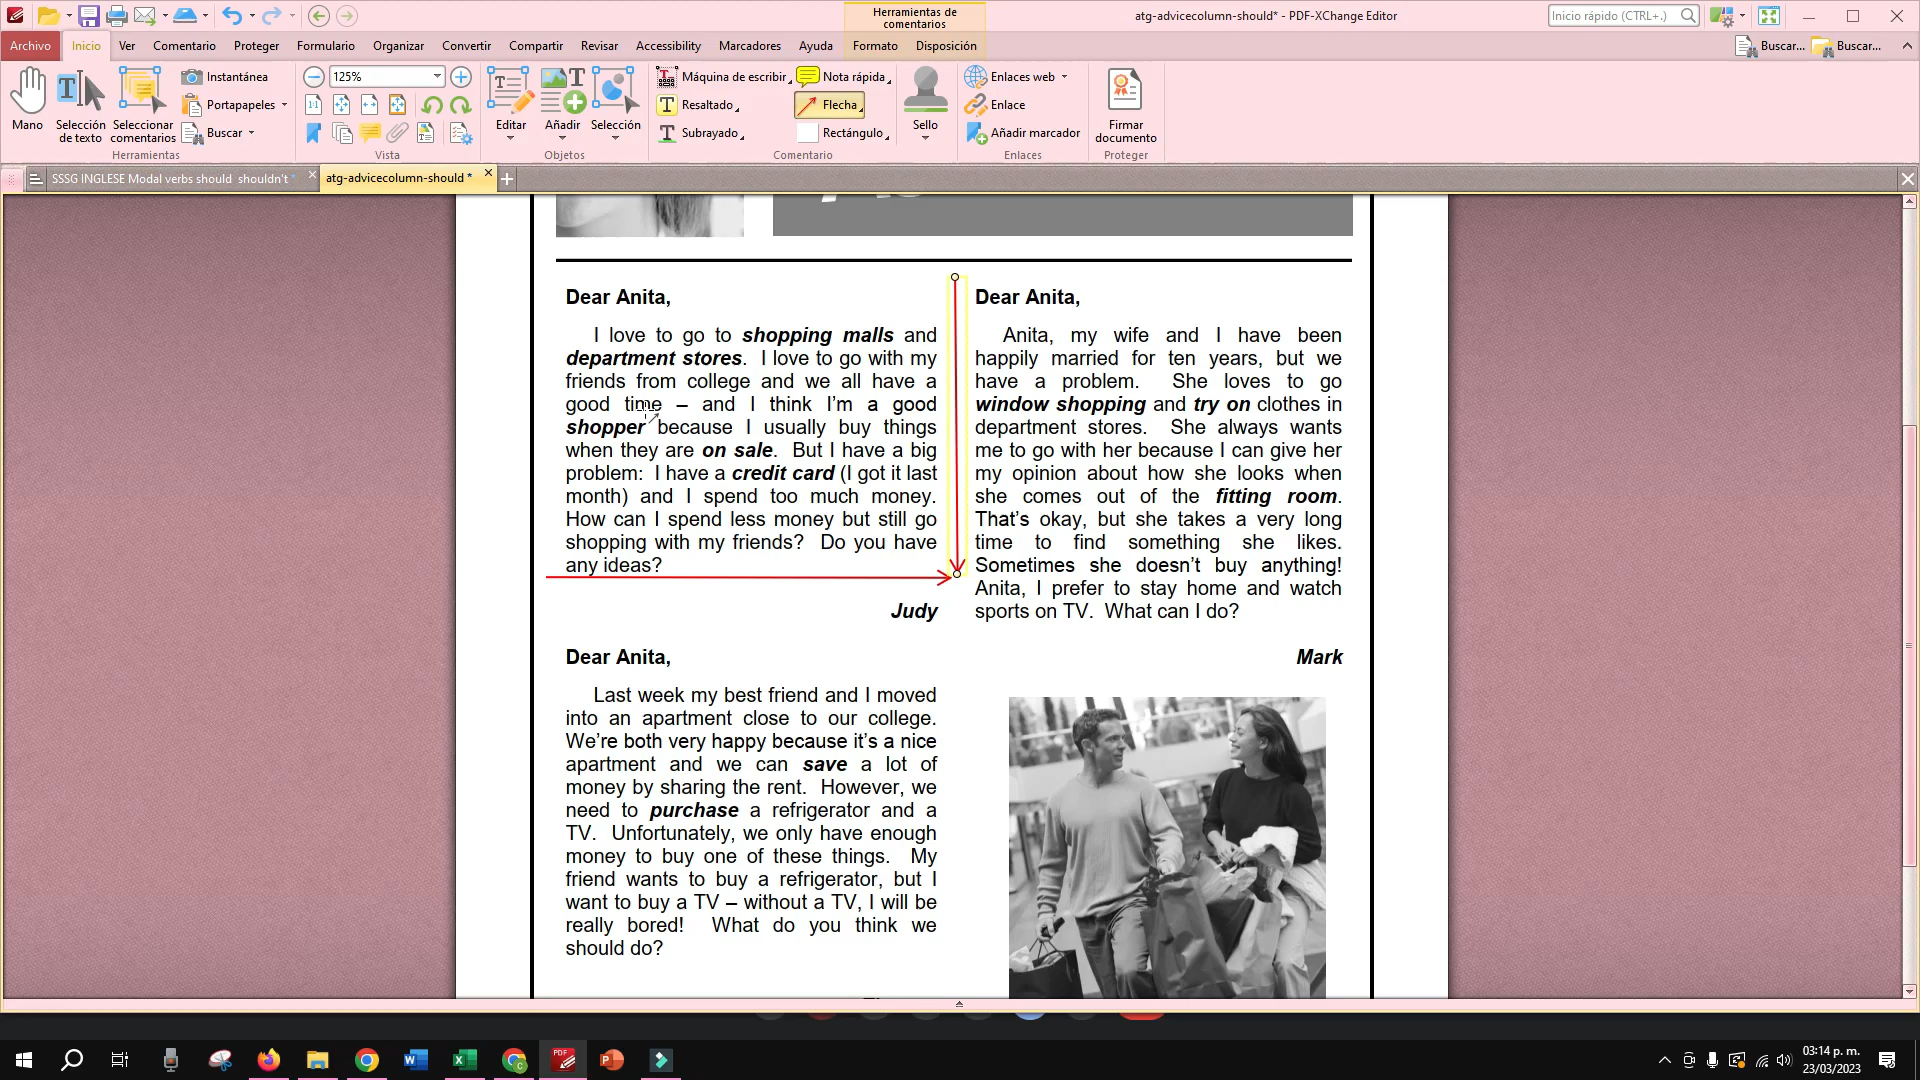 Herramientas de
comentarios
atg-advicecolumn-should* - PDF-XChange Editor
Inicio rápido (CTRL+.)
Archivo
Inicio
Ver
Comentario
Proteger
Formulario
Organizar
Convertir
Compartir
Revisar
Accessibility
Marcadores
Ayuda
Formato
Disposición
Buscar...
Buscar...
Mano
Selección
de texto
Seleccionar
comentarios
Instantánea
Portapapeles
Buscar
Herramientas
125%
Vista
Editar
Añadir
Selección
Objetos
Máquina de escribir
Resaltado
Subrayado
Nota rápida
Flecha
Rectángulo
Comentario
Sello
Enlaces web
Enlace
Añadir marcador
Enlaces
Firmar
documento
Proteger
SSSG INGLESE Modal verbs should shouldn't *
atg-advicecolumn-should *
Dear Anita,
I love to go to shopping malls and
department stores. I love to go with my
friends from college and we all have a
good time – and I think I'm a good
shopper because I usually buy things
when they are on sale. But I have a big
problem: I have a credit card (I got it last
month) and I spend too much money.
How can I spend less money but still go
shopping with my friends? Do you have
any ideas?
Judy
Dear Anita,
Last week my best friend and I moved
into an apartment close to our college.
We're both very happy because it's a nice
apartment and we can save a lot of
money by sharing the rent. However, we
need to purchase a refrigerator and a
TV. Unfortunately, we only have enough
money to buy one of these things. My
friend wants to buy a refrigerator, but I
want to buy a TV – without a TV, I will be
really bored! What do you think we
should do?
Dear Anita,
Anita, my wife and I have been
happily married for ten years, but we
have a problem. She loves to go
window shopping and try on clothes in
department stores. She always wants
me to go with her because I can give her
my opinion about how she looks when
she comes out of the fitting room.
That's okay, but she takes a very long
time to find something she likes.
Sometimes she doesn't buy anything!
Anita, I prefer to stay home and watch
sports on TV. What can I do?
Mark
03:14 p. m.
23/03/2023